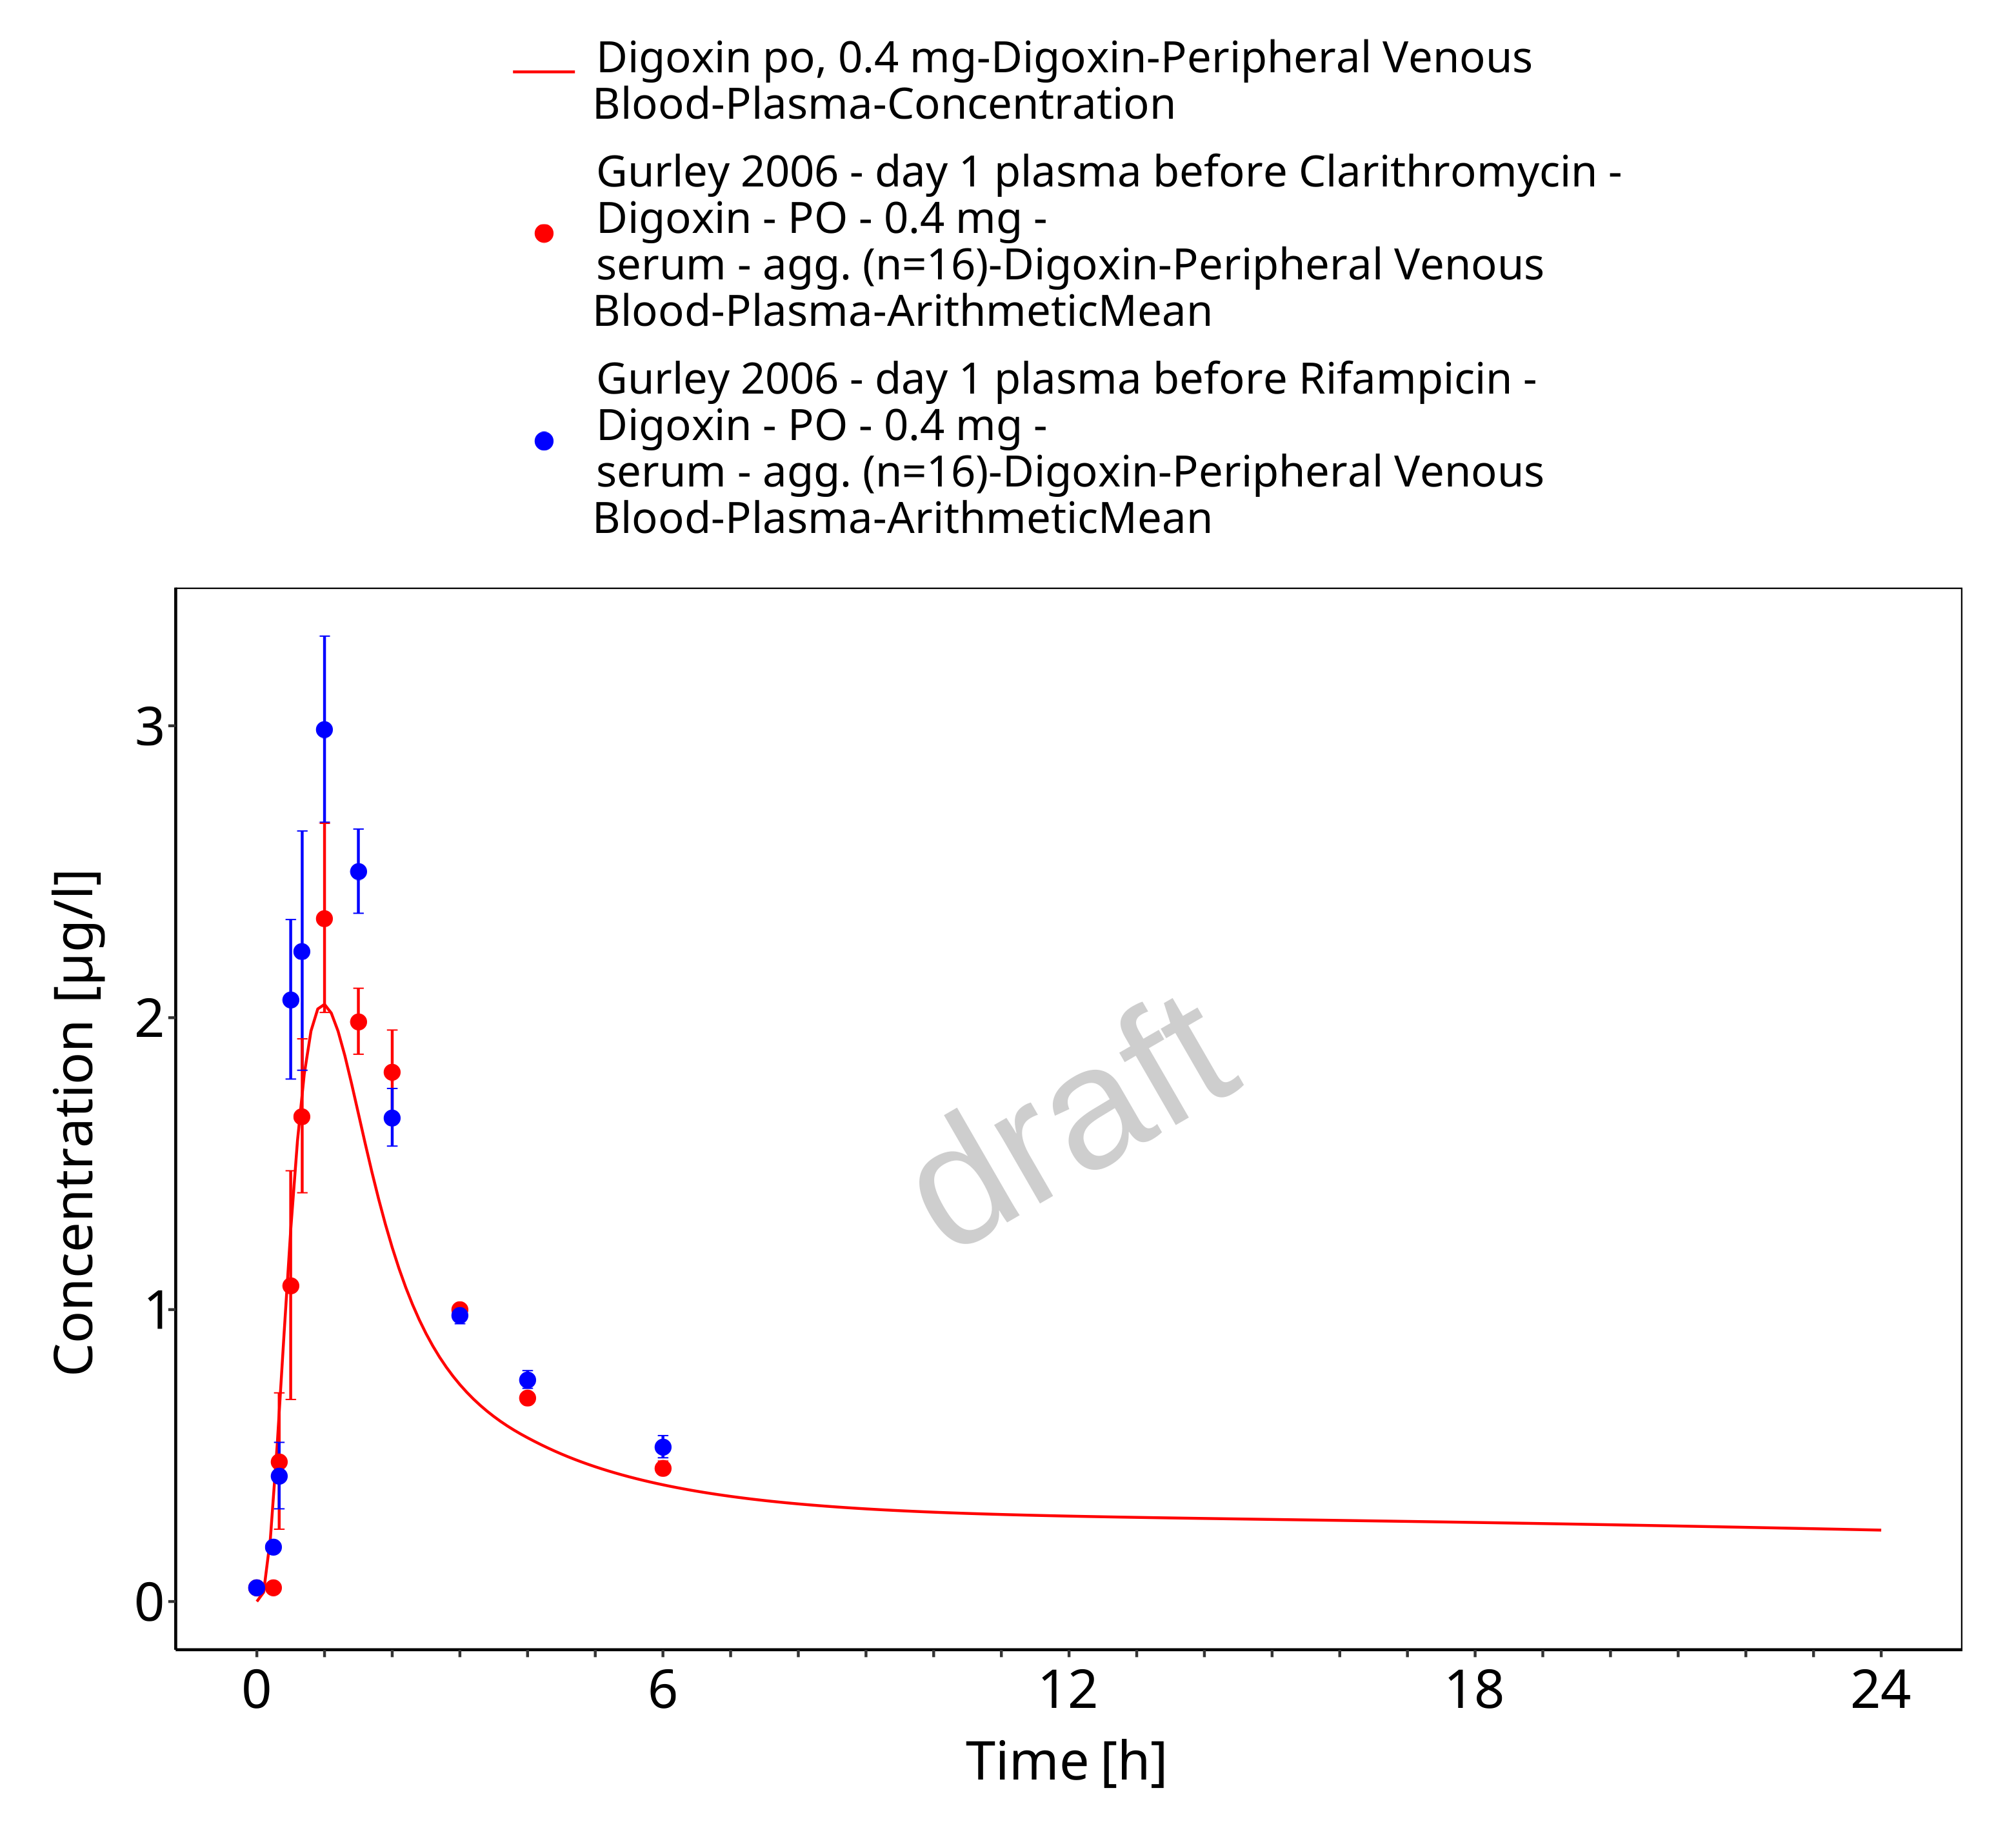 Digoxin po, 0.4 mg-Digoxin-Peripheral Venous
Blood-Plasma-Concentration
Gurley 2006 - day 1 plasma before Clarithromycin -
Digoxin - PO - 0.4 mg -
serum - agg. (n=16)-Digoxin-Peripheral Venous
Blood-Plasma-ArithmeticMean
Gurley 2006 - day 1 plasma before Rifampicin -
Digoxin - PO - 0.4 mg -
serum - agg. (n=16)-Digoxin-Peripheral Venous
Blood-Plasma-ArithmeticMean
Concentration [µg/l]
3
2
1
0
draft
0 6 12 18 24
Time [h]